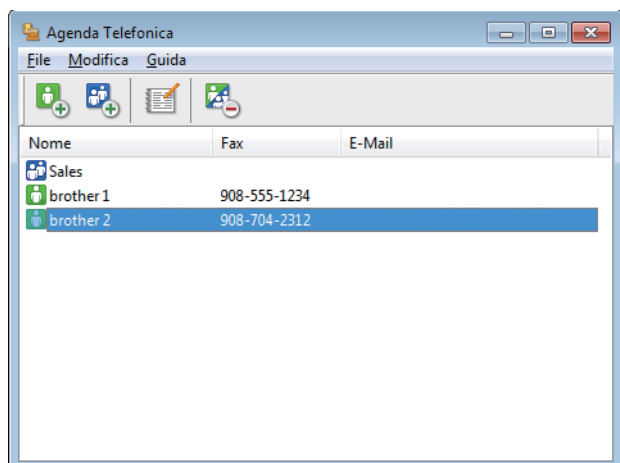 Agenda Telefonica
File Modifica Guida
Nome Fax E-Mail
Sales
brother 1 908-555-1234
brother 2 908-704-2312